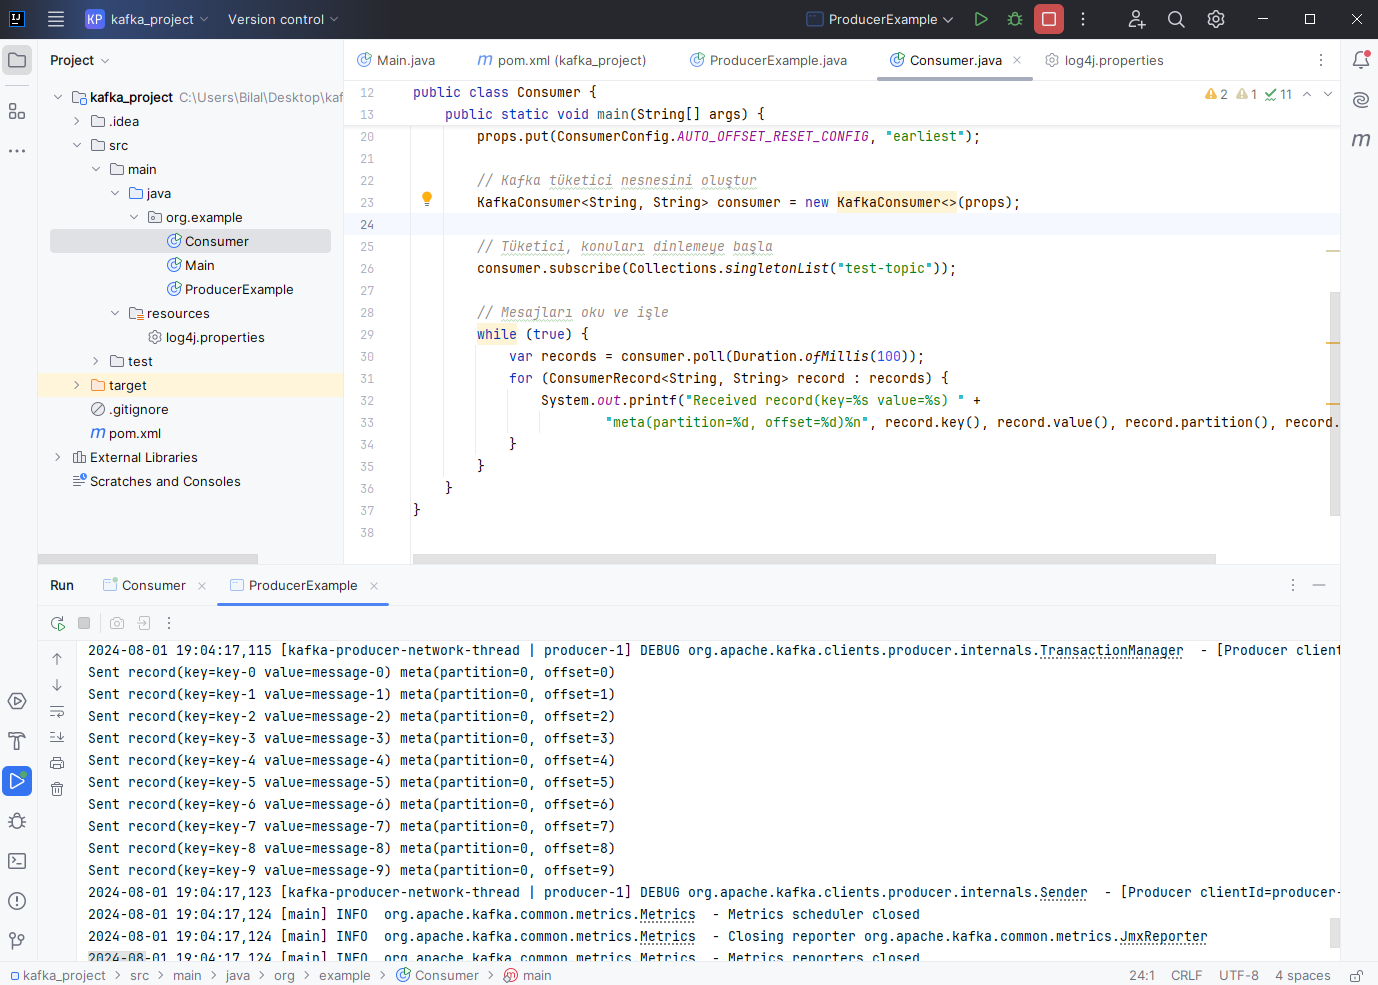 KP kafka_project Version control ProducerExample
Project
Main.java pom.xml (kafka_project) ProducerExample.java Consumer.java log4j.properties
kafka_project C:\Users\Bilal\Desktop\kaf
.idea
src
main
java
org.example
Consumer
Main
ProducerExample
resources
log4j.properties
test
target
.gitignore
pom.xml
External Libraries
Scratches and Consoles
2 1 11
12 public class Consumer {
13 public static void main(String[] args) {
20 props.put(ConsumerConfig.AUTO_OFFSET_RESET_CONFIG, "earliest");
21
22 // Kafka tüketici nesnesini oluştur
23 KafkaConsumer<String, String> consumer = new KafkaConsumer<>(props);
24
25 // Tüketici, konuları dinlemeye başla
26 consumer.subscribe(Collections.singletonList("test-topic"));
27
28 // Mesajları oku ve işle
29 while (true) {
30 var records = consumer.poll(Duration.ofMillis(100));
31 for (ConsumerRecord<String, String> record : records) {
32 System.out.printf("Received record(key=%s value=%s) " +
33 "meta(partition=%d, offset=%d)%n", record.key(), record.value(), record.partition(), record.
34 }
35 }
36 }
37 }
38
Run Consumer ProducerExample
2024-08-01 19:04:17,115 [kafka-producer-network-thread | producer-1] DEBUG org.apache.kafka.clients.producer.internals.TransactionManager - [Producer client
Sent record(key=key-0 value=message-0) meta(partition=0, offset=0)
Sent record(key=key-1 value=message-1) meta(partition=0, offset=1)
Sent record(key=key-2 value=message-2) meta(partition=0, offset=2)
Sent record(key=key-3 value=message-3) meta(partition=0, offset=3)
Sent record(key=key-4 value=message-4) meta(partition=0, offset=4)
Sent record(key=key-5 value=message-5) meta(partition=0, offset=5)
Sent record(key=key-6 value=message-6) meta(partition=0, offset=6)
Sent record(key=key-7 value=message-7) meta(partition=0, offset=7)
Sent record(key=key-8 value=message-8) meta(partition=0, offset=8)
Sent record(key=key-9 value=message-9) meta(partition=0, offset=9)
2024-08-01 19:04:17,123 [kafka-producer-network-thread | producer-1] DEBUG org.apache.kafka.clients.producer.internals.Sender - [Producer clientId=producer-
2024-08-01 19:04:17,124 [main] INFO org.apache.kafka.common.metrics.Metrics - Metrics scheduler closed
2024-08-01 19:04:17,124 [main] INFO org.apache.kafka.common.metrics.Metrics - Closing reporter org.apache.kafka.common.metrics.JmxReporter
2024-08-01 19:04:17,124 [main] INFO org.apache.kafka.common.metrics.Metrics - Metrics reporters closed
kafka_project > src > main > java > org > example > Consumer > main 24:1 CRLF UTF-8 4 spaces